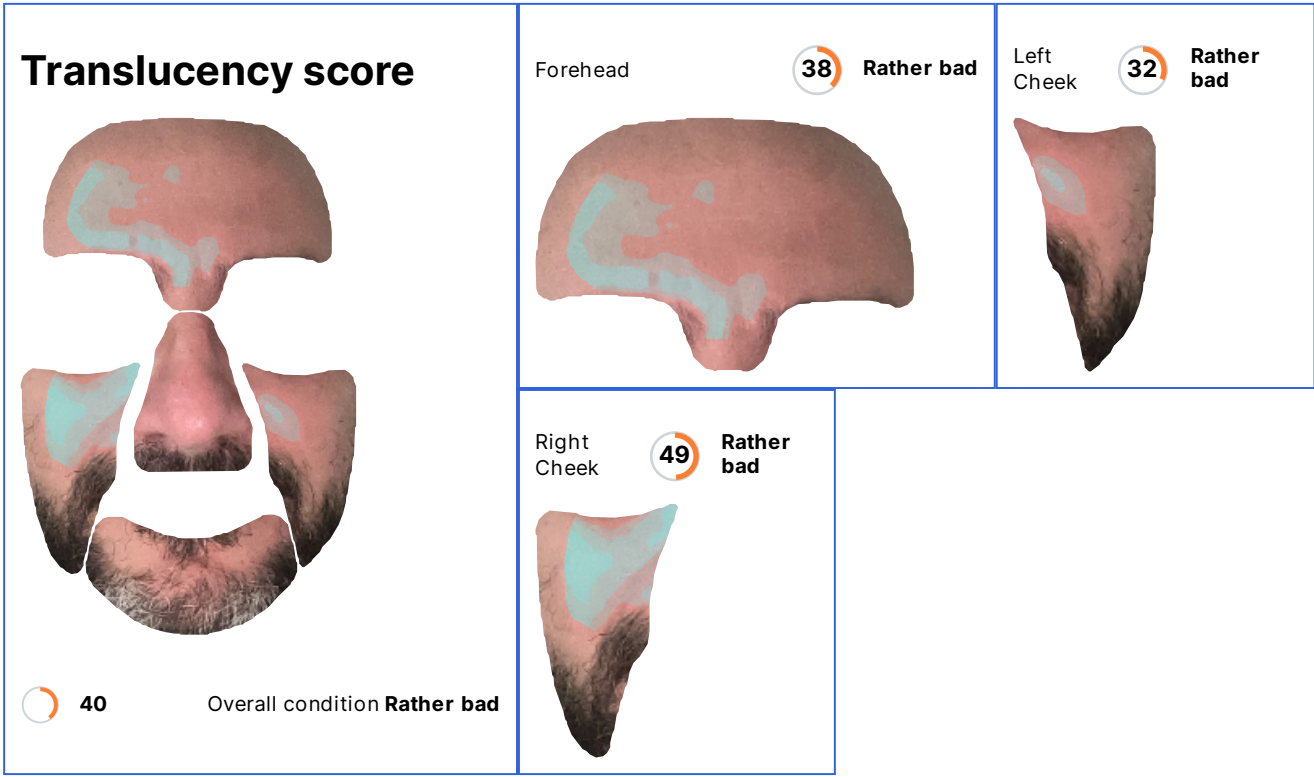 Translucency score
40
Overall condition Rather bad
Forehead
38
Rather bad
Left
Cheek
32
Rather
bad
Right
Cheek
49
Rather
bad